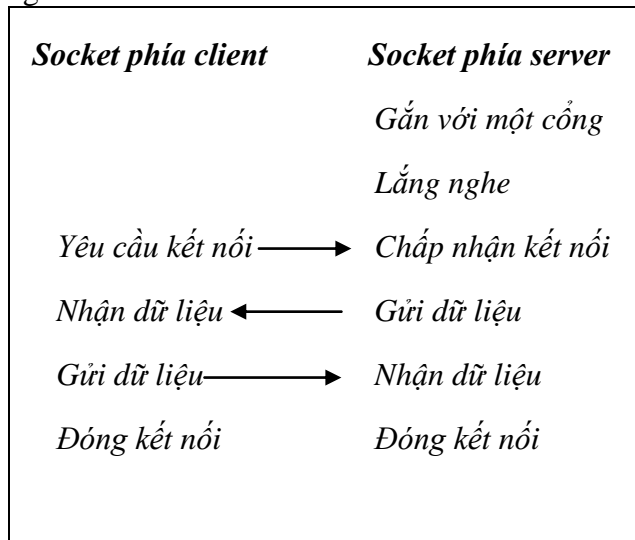 Socket phía client Socket phía server
Gắn với một cổng
Lắng nghe
Yêu cầu kết nối Chấp nhận kết nối
Nhận dữ liệu Gửi dữ liệu
Gửi dữ liệu Nhận dữ liệu
Đóng kết nối Đóng kết nối